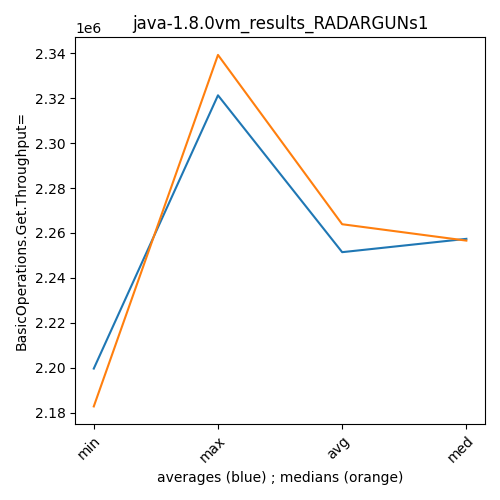 java-1.8.0vm_results_RADARGUNs1
1e6
2.34
2.32
2.30
2.28
2.26
2.24
2.22
2.20
2.18
BasicOperations.Get.Throughput=
min
max
avg
med
averages (blue) ; medians (orange)